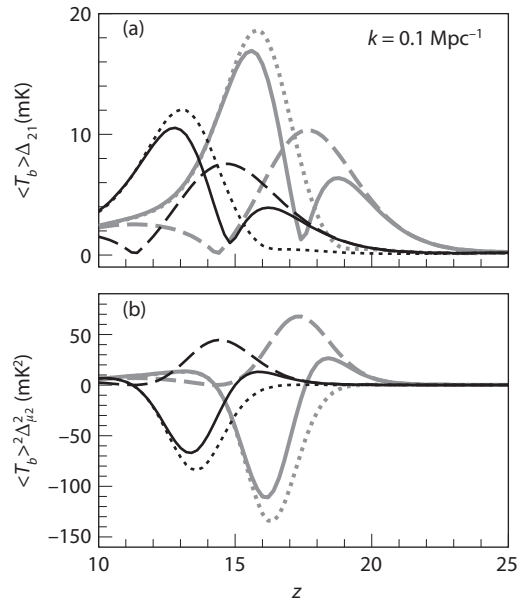 20
(a)
k = 0.1 Mpc⁻¹
<T_b>Δ₂₁(mK)
10
0
(b)
50
0
−50
−100
−150
<T_b>²Δ²_μ2(mK²)
10
15
20
25
z